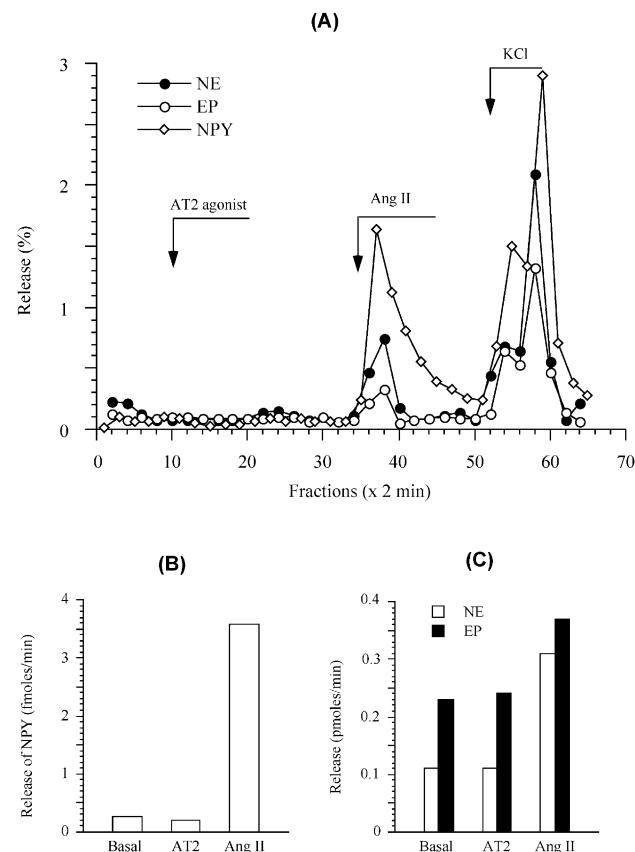 (A)
3
2
1
0
Release (%)
NE
EP
NPY
AT2 agonist
Ang II
KCl
0 10 20 30 40 50 60 70
Fractions (x 2 min)
(B)
4
3
2
1
0
Release of NPY (fmoles/min)
Basal AT2 Ang II
(C)
0.4
0.3
0.2
0.1
0
Release (pmoles/min)
NE
EP
Basal AT2 Ang II